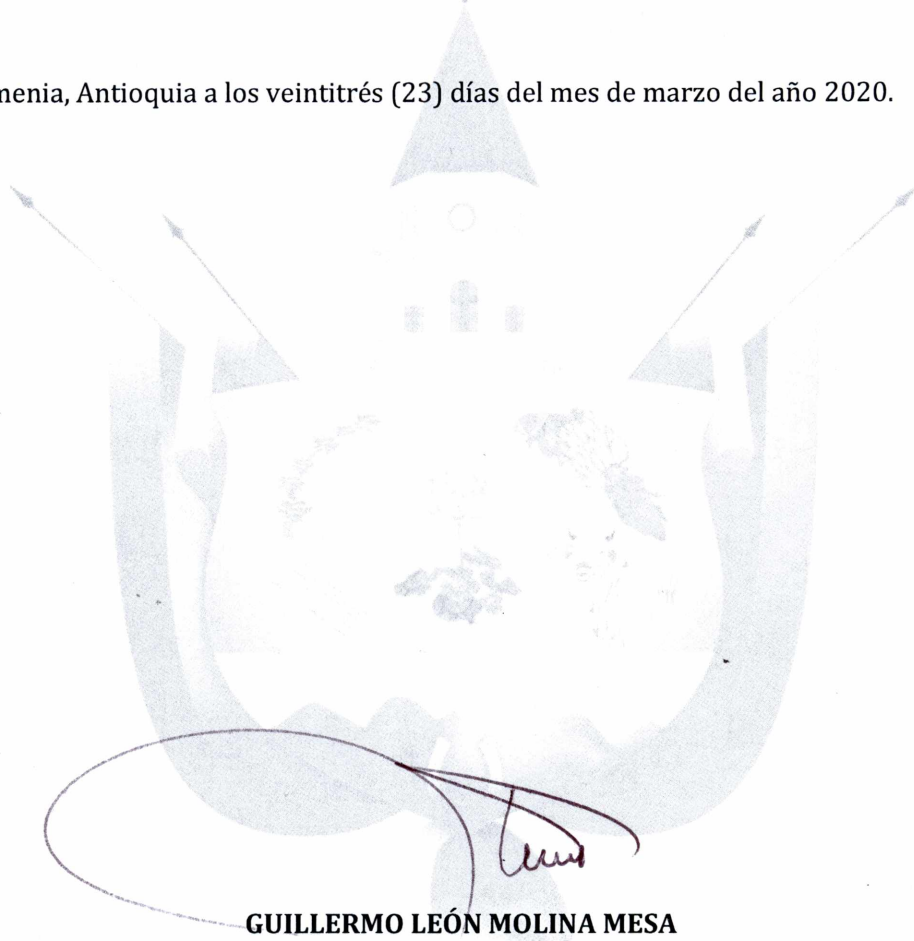 menia, Antioquia a los veintitrés (23) días del mes de marzo del año 2020.
GUILLERMO LEÓN MOLINA MESA